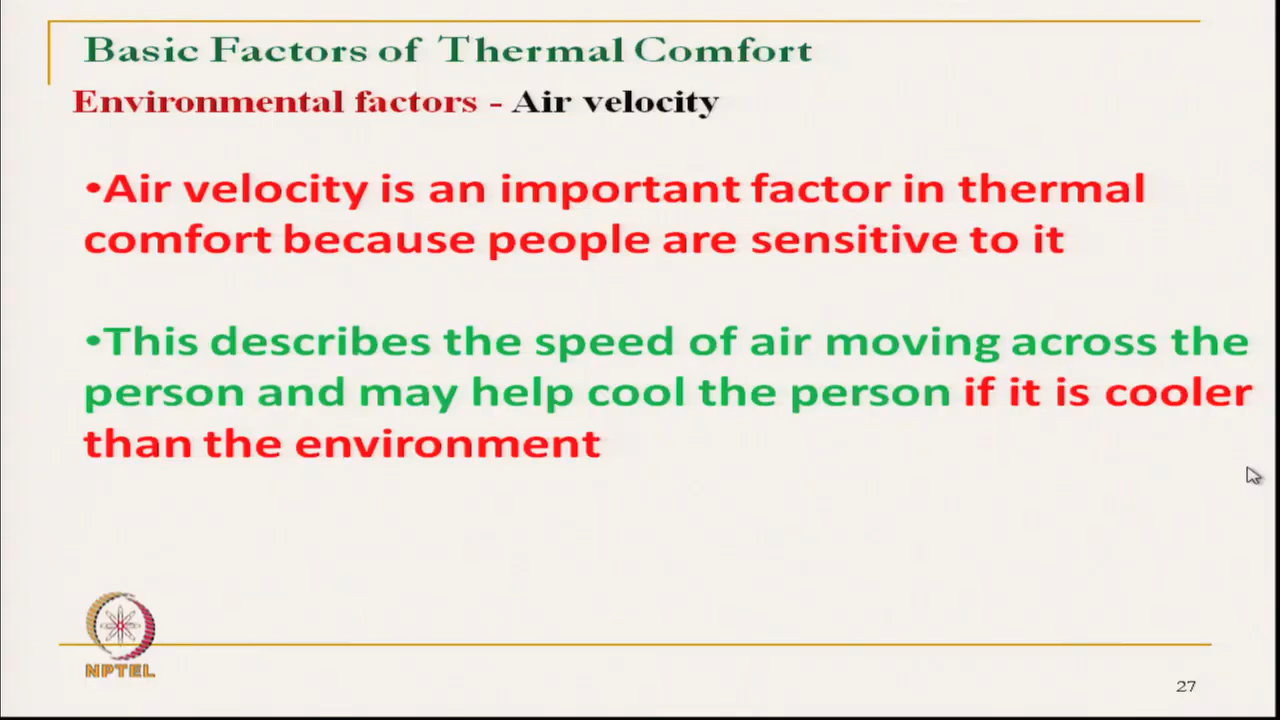 Basic Factors of Thermal Comfort
Environmental factors - Air velocity
•Air velocity is an important factor in thermal
comfort because people are sensitive to it
•This describes the speed of air moving across the
person and may help cool the person if it is cooler
than the environment
NPTEL
27